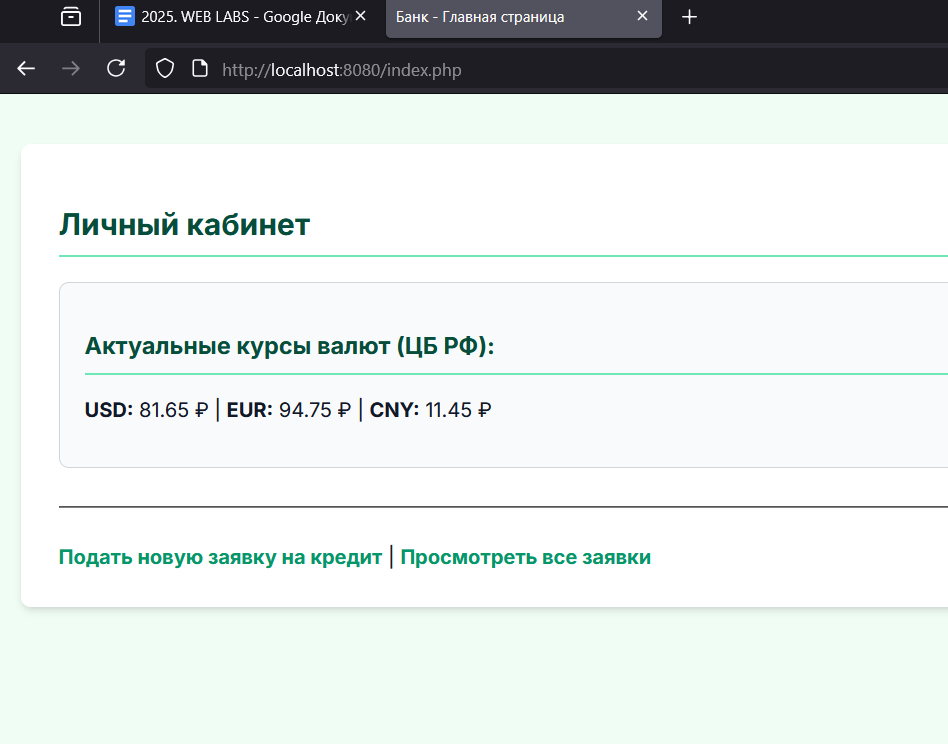 2025. WEB LABS - Google Доку
Банк - Главная страница
http://localhost:8080/index.php
Личный кабинет
Актуальные курсы валют (ЦБ РФ):
USD: 81.65 ₽ | EUR: 94.75 ₽ | CNY: 11.45 ₽
Подать новую заявку на кредит | Просмотреть все заявки